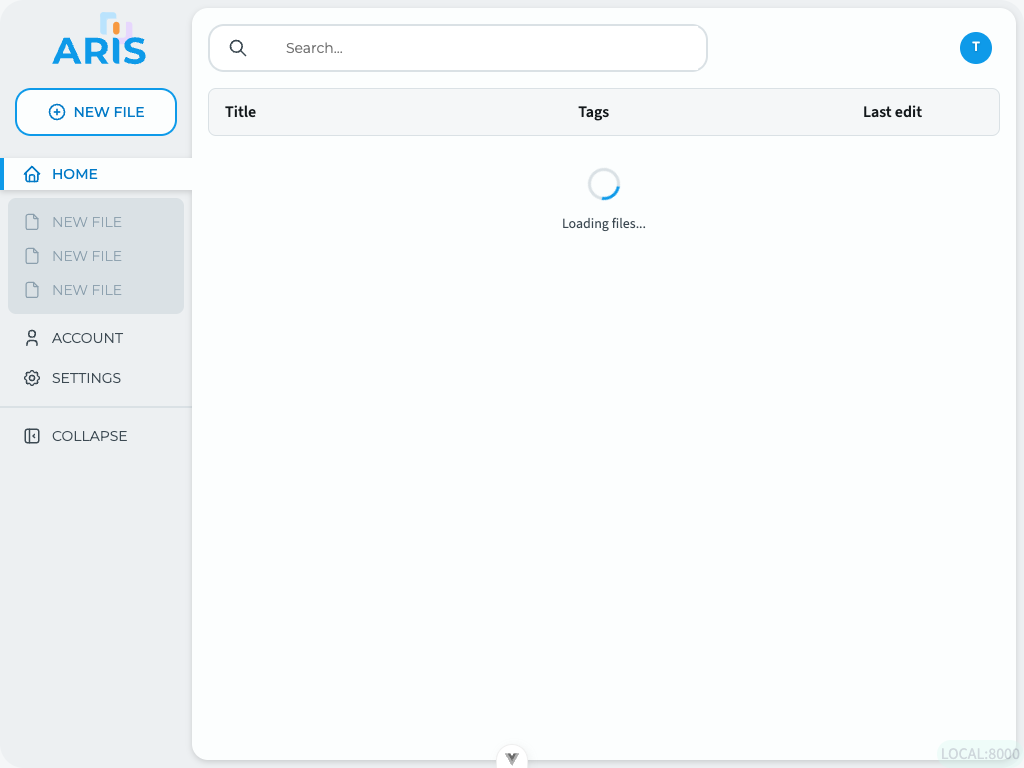 ARIS
NEW FILE
HOME
NEW FILE
NEW FILE
NEW FILE
ACCOUNT
SETTINGS
COLLAPSE
Search...
T
Title Tags Last edit
Loading files...
LOCAL:8000